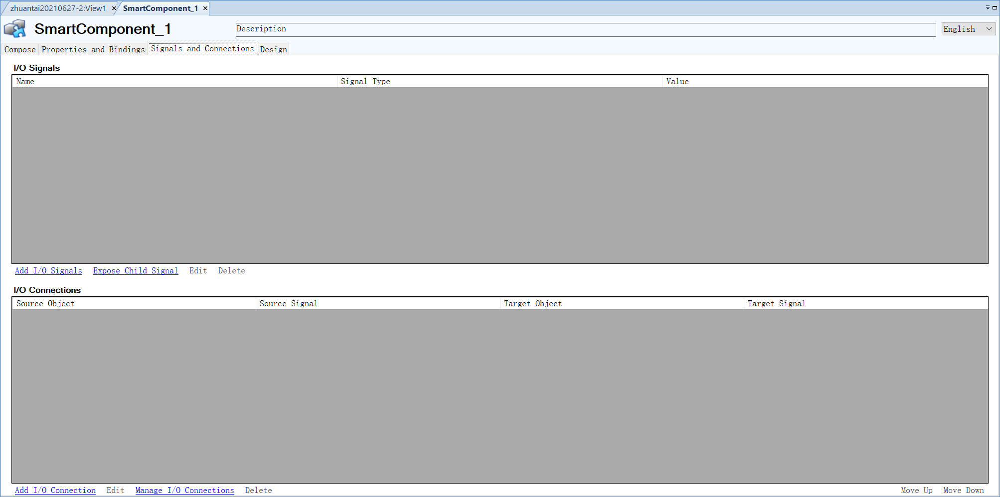 zhuantai20210627-2:View1 SmartComponent_1
SmartComponent_1 Description English
Compose Properties and Bindings Signals and Connections Design
I/O Signals
Name Signal Type Value
Add I/O Signals Expose Child Signal Edit Delete
I/O Connections
Source Object Source Signal Target Object Target Signal
Add I/O Connection Edit Manage I/O Connections Delete Move Up Move Down